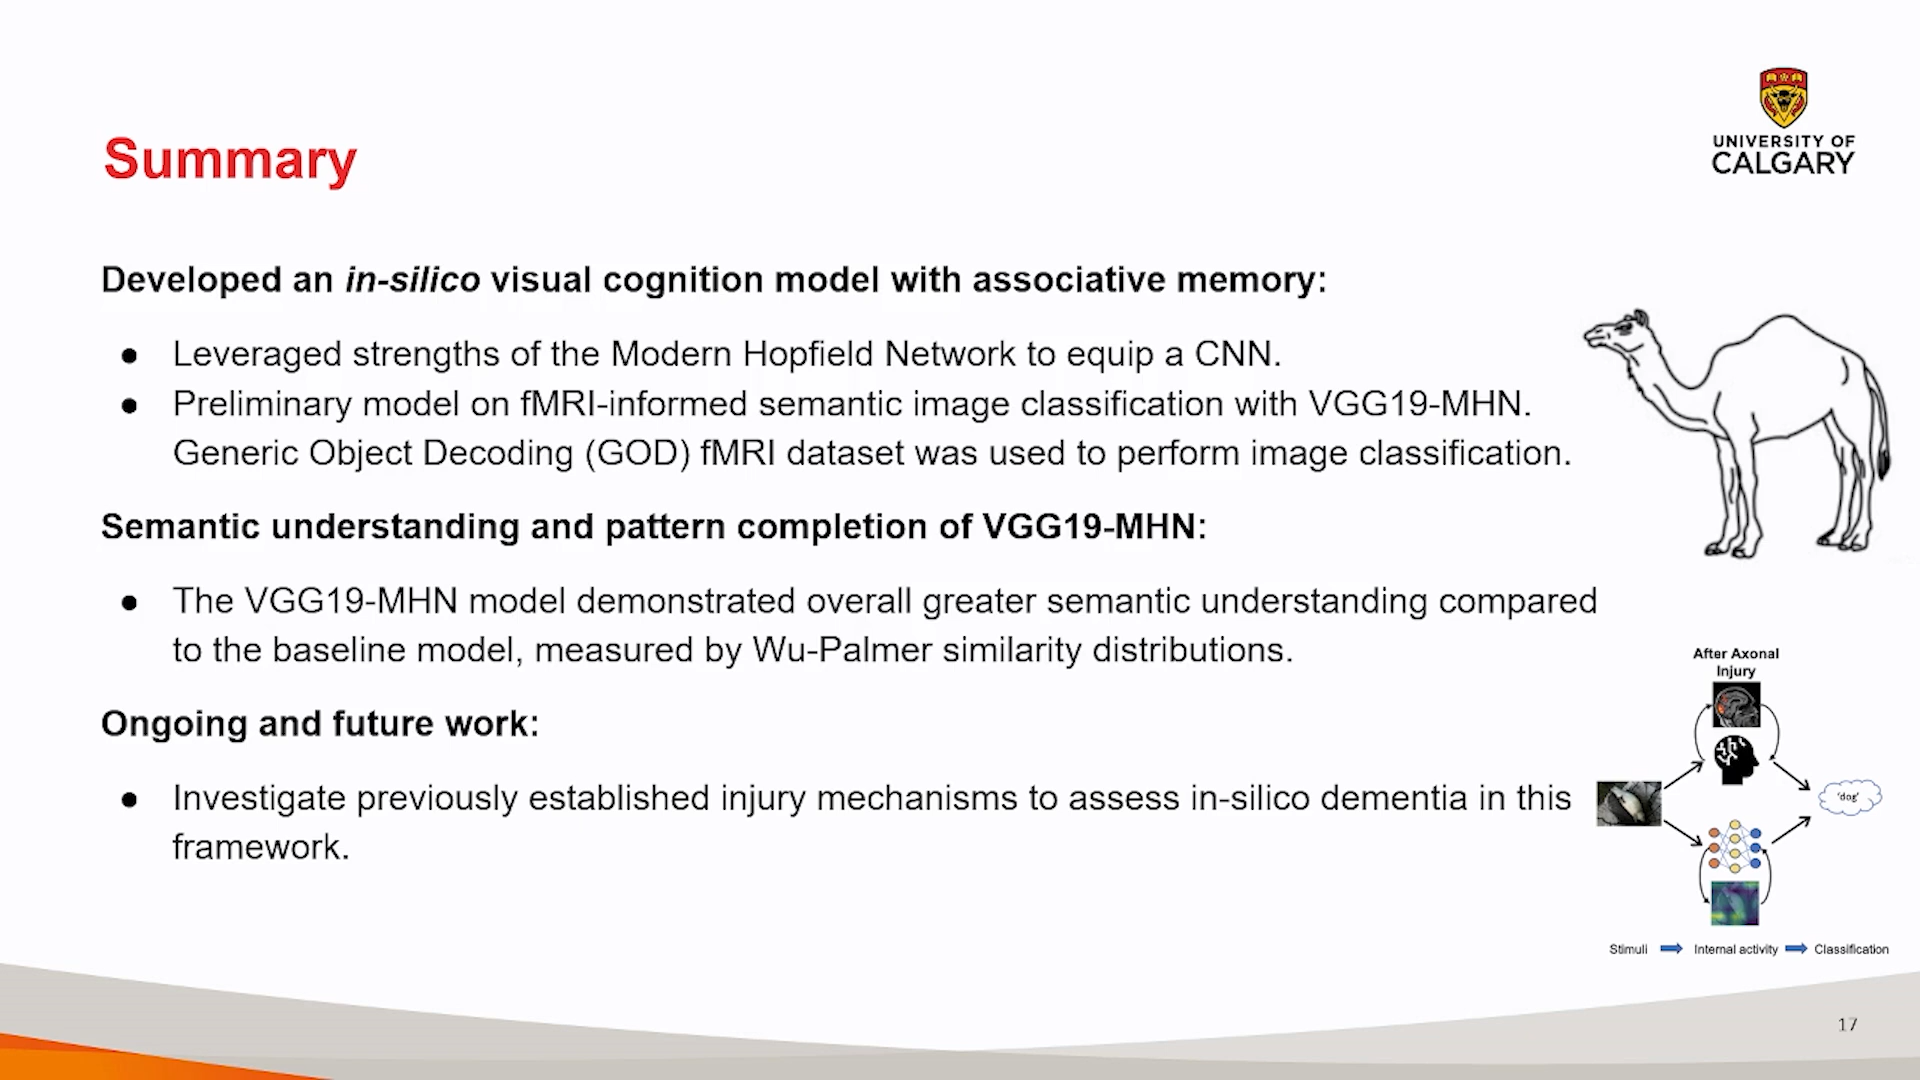 UNIVERSITY OF
CALGARY
Summary
Developed an in-silico visual cognition model with associative memory:
● Leveraged strengths of the Modern Hopfield Network to equip a CNN.
● Preliminary model on fMRI-informed semantic image classification with VGG19-MHN.
Generic Object Decoding (GOD) fMRI dataset was used to perform image classification.
Semantic understanding and pattern completion of VGG19-MHN:
● The VGG19-MHN model demonstrated overall greater semantic understanding compared
to the baseline model, measured by Wu-Palmer similarity distributions.
Ongoing and future work:
● Investigate previously established injury mechanisms to assess in-silico dementia in this
framework.
After Axonal
Injury
'dog'
Stimuli Internal activity Classification
17